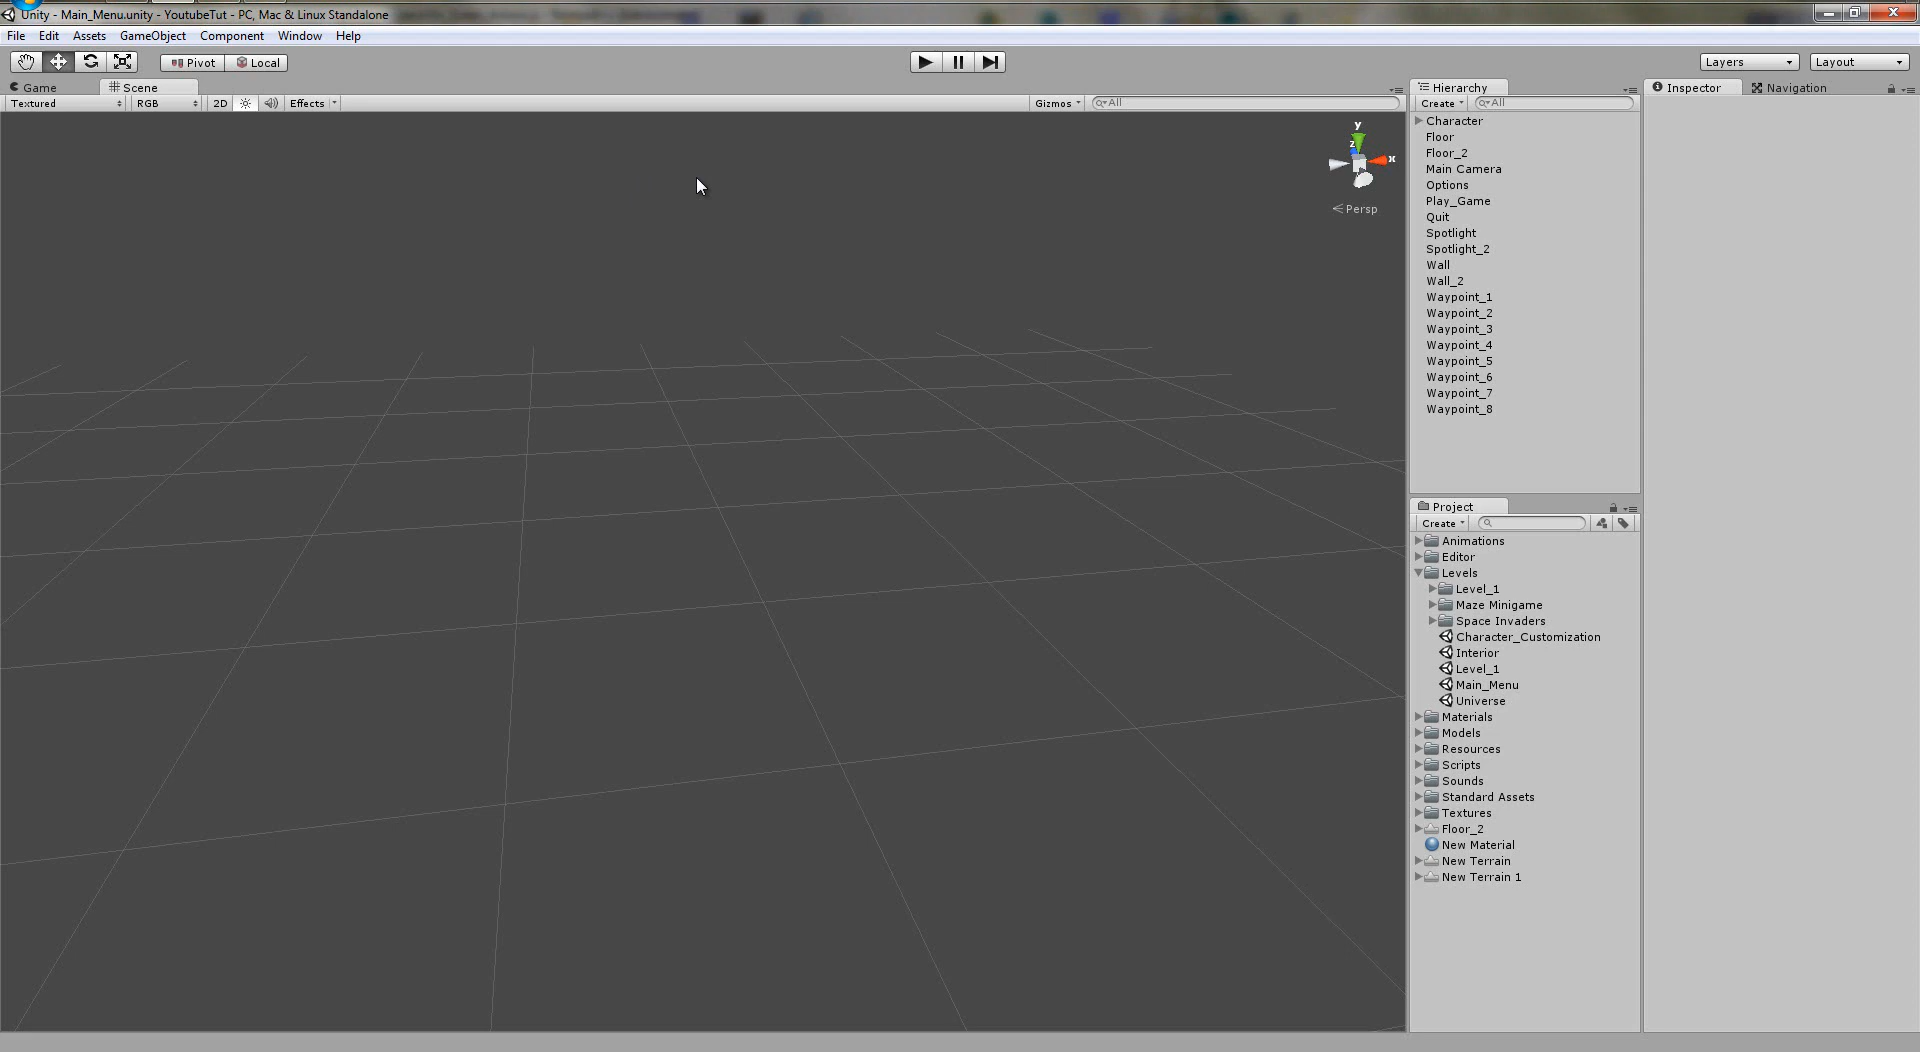 Unity - Main_Menu.unity - YoutubeTut - PC, Mac & Linux Standalone
File Edit Assets GameObject Component Window Help
Pivot Local Layers Layout
Game Scene
Textured RGB 2D Effects Gizmos All
y
z x
Persp
Hierarchy
Create All
Character
Floor
Floor_2
Main Camera
Options
Play_Game
Quit
Spotlight
Spotlight_2
Wall
Wall_2
Waypoint_1
Waypoint_2
Waypoint_3
Waypoint_4
Waypoint_5
Waypoint_6
Waypoint_7
Waypoint_8
Project
Create
Animations
Editor
Levels
Level_1
Maze Minigame
Space Invaders
Character_Customization
Interior
Level_1
Main_Menu
Universe
Materials
Models
Resources
Scripts
Sounds
Standard Assets
Textures
Floor_2
New Material
New Terrain
New Terrain 1
Inspector Navigation